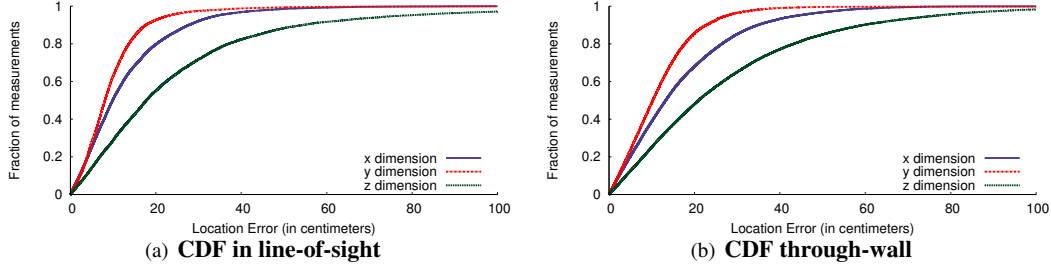 Fraction of measurements
1
0.8
0.6
0.4
0.2
0
x dimension
y dimension
z dimension
0 20 40 60 80 100
Location Error (in centimeters)
(a) CDF in line-of-sight
Fraction of measurements
1
0.8
0.6
0.4
0.2
0
x dimension
y dimension
z dimension
0 20 40 60 80 100
Location Error (in centimeters)
(b) CDF through-wall